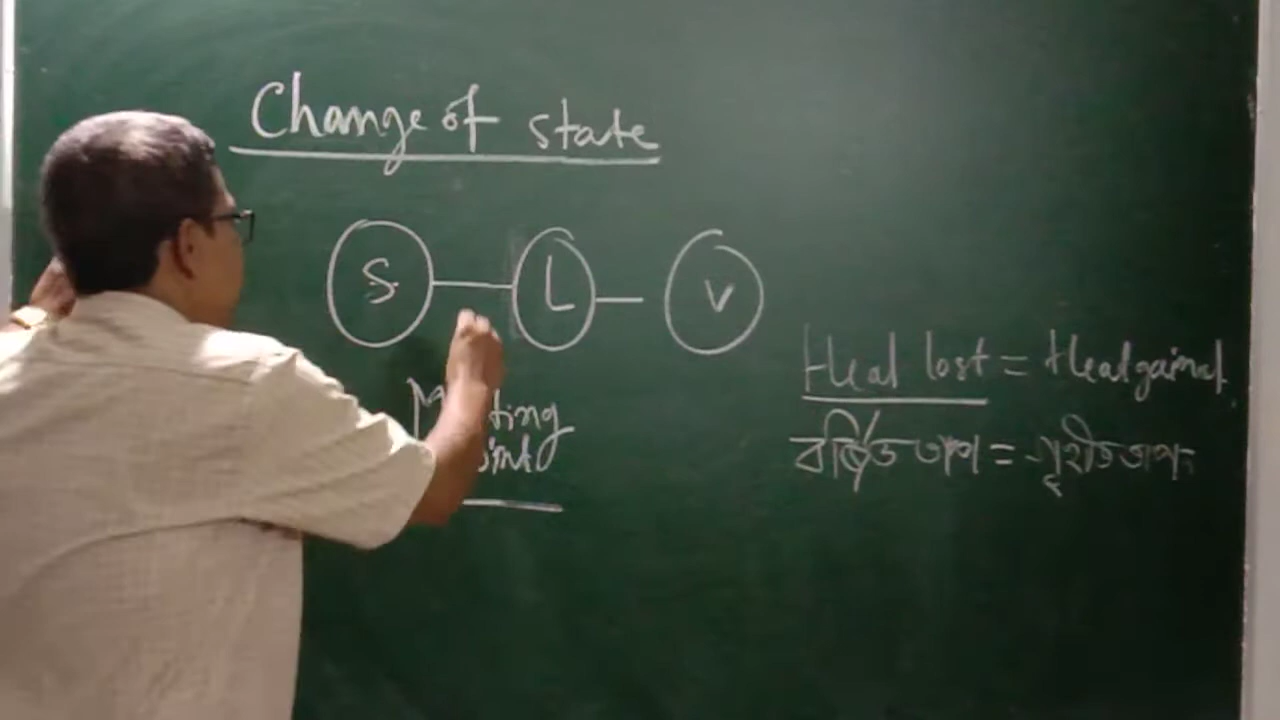 Change of state
S L V
Heat lost = Heat gained
বর্জিত তাপ = গৃহীত তাপ
Melting
Point